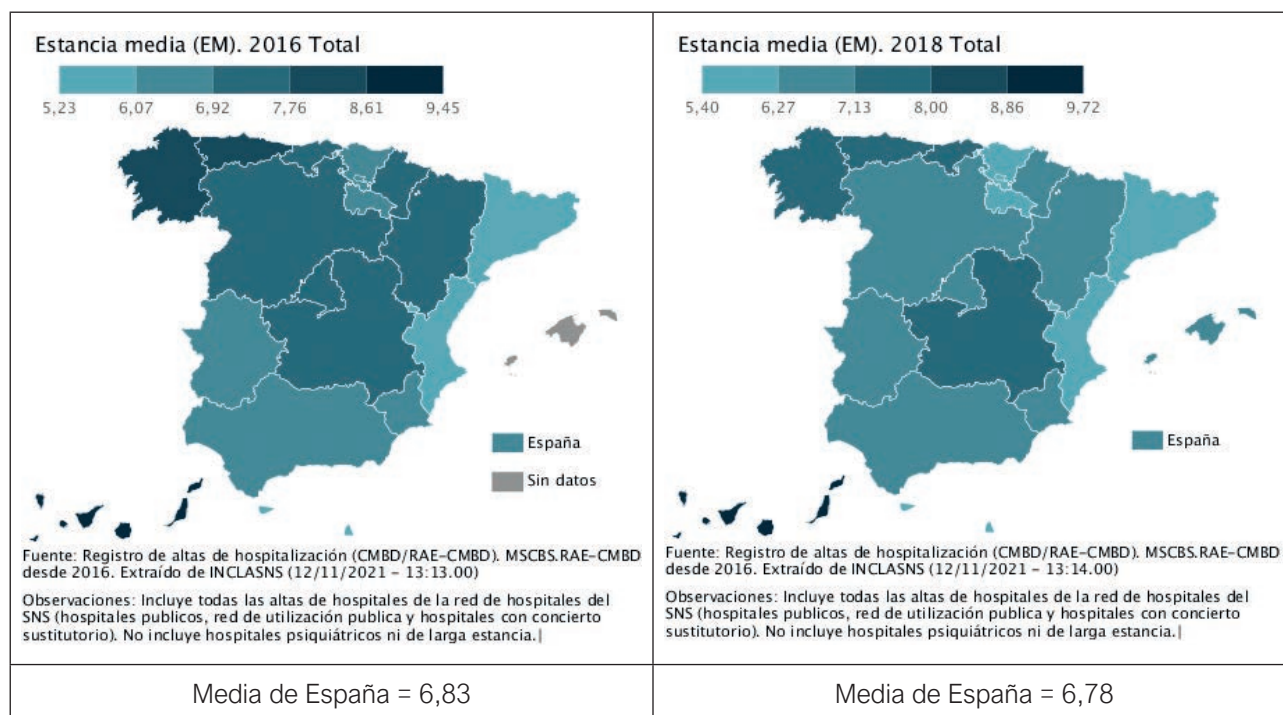 Estancia media (EM). 2016 Total
5,23 6,07 6,92 7,76 8,61 9,45
España
Sin datos
Fuente: Registro de altas de hospitalización (CMBD/RAE-CMBD). MSCBS.RAE-CMBD
desde 2016. Extraído de INCLASNS (12/11/2021 - 13:13.00)
Observaciones: Incluye todas las altas de hospitales de la red de hospitales del
SNS (hospitales publicos, red de utilización publica y hospitales con concierto
sustitutorio). No incluye hospitales psiquiátricos ni de larga estancia.|
Media de España = 6,83
Estancia media (EM). 2018 Total
5,40 6,27 7,13 8,00 8,86 9,72
España
Fuente: Registro de altas de hospitalización (CMBD/RAE-CMBD). MSCBS.RAE-CMBD
desde 2016. Extraído de INCLASNS (12/11/2021 - 13:14.00)
Observaciones: Incluye todas las altas de hospitales de la red de hospitales del
SNS (hospitales publicos, red de utilización publica y hospitales con concierto
sustitutorio). No incluye hospitales psiquiátricos ni de larga estancia.|
Media de España = 6,78